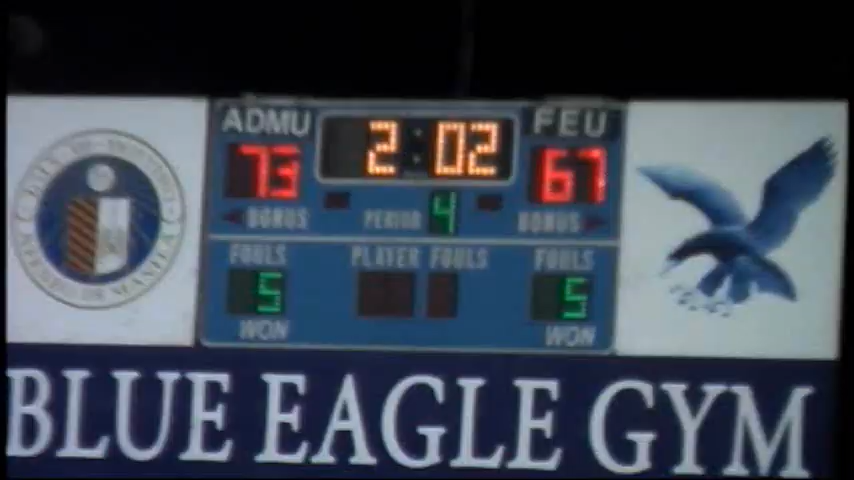 ADMU 2:02 FEU
73 67
BONUS PERIOD 4 BONUS
FOULS PLAYER FOULS FOULS
5 5
WON WON
BLUE EAGLE GYM